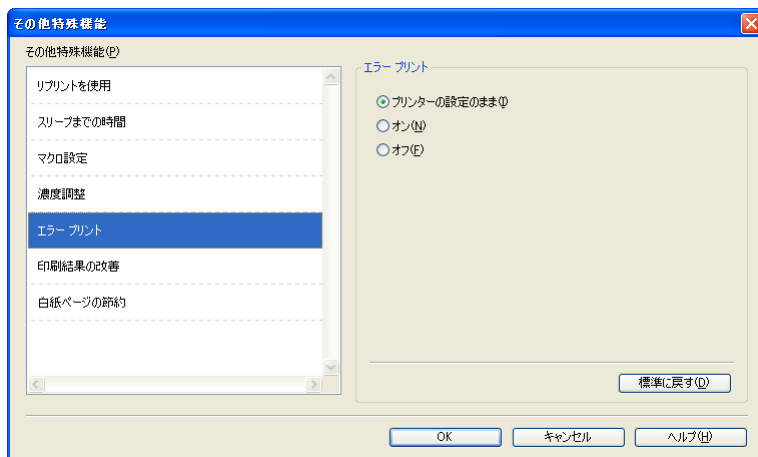 その他特殊機能
その他特殊機能(P)
リプリントを使用
スリープまでの時間
マクロ設定
濃度調整
エラー プリント
印刷結果の改善
白紙ページの節約
エラー プリント
プリンターの設定のまま(I)
オン(N)
オフ(F)
標準に戻す(D)
OK
キャンセル
ヘルプ(H)